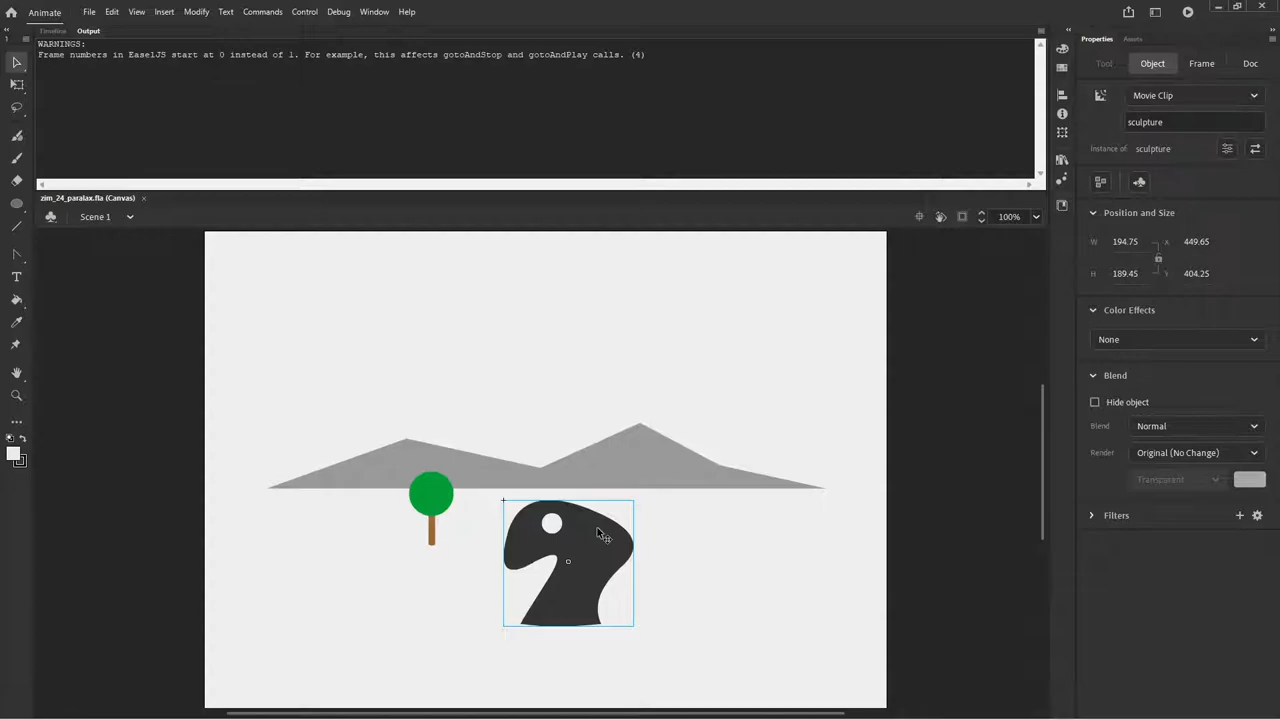 Animate File Edit View Insert Modify Text Commands Control Debug Window Help
Timeline Output
WARNINGS:
Frame numbers in EaselJS start at 0 instead of 1. For example, this affects gotoAndStop and gotoAndPlay calls. (4)
zim_24_paralax.fla (Canvas)
Scene 1
100%
Properties Assets
Tool Object Frame Doc
Movie Clip
sculpture
Instance of sculpture
Position and Size
W 194.75 X 449.65
H 189.45 Y 404.25
Color Effects
None
Blend
Hide object
Blend Normal
Render Original (No Change)
Transparent
Filters